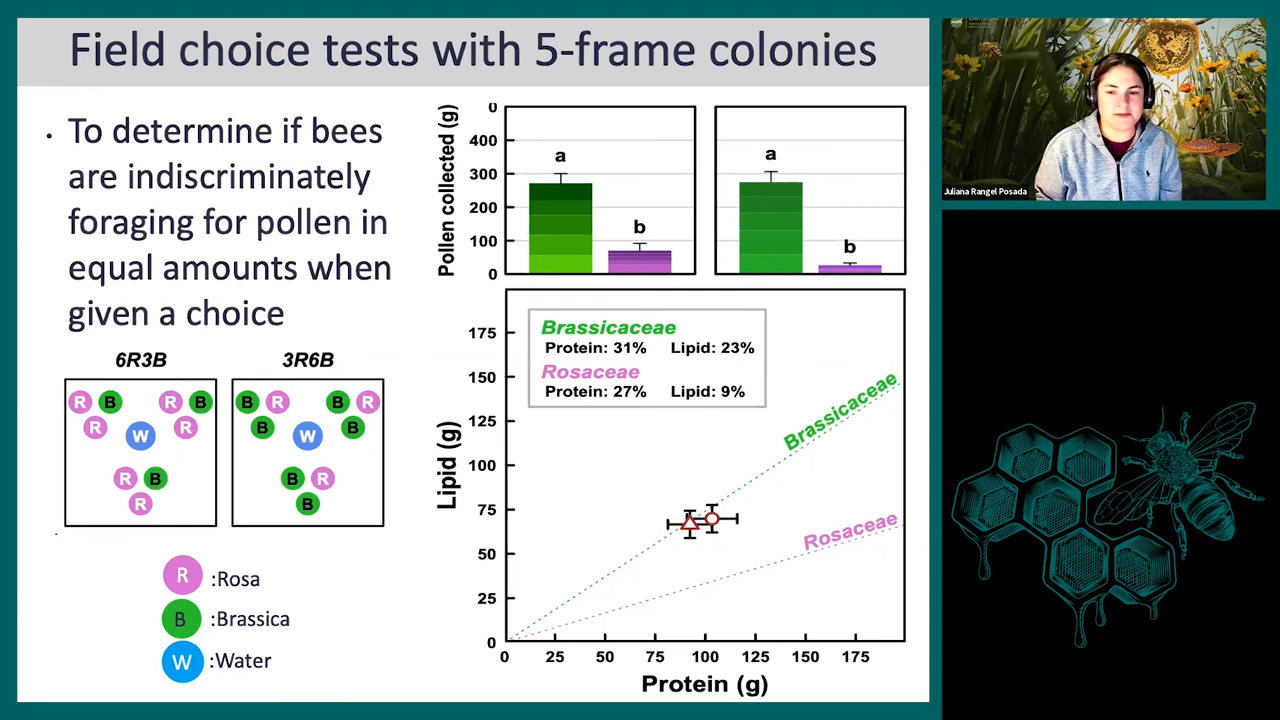 Field choice tests with 5-frame colonies
• To determine if bees
are indiscriminately
foraging for pollen in
equal amounts when
given a choice
6R3B
3R6B
R B R B
R R
W
R B
R
B R B R
B B
W
B R
B
R :Rosa
B :Brassica
W :Water
Pollen collected (g)
0
400
300
200
100
0
a
b
a
b
Brassicaceae
Protein: 31% Lipid: 23%
Rosaceae
Protein: 27% Lipid: 9%
Brassicaceae
Rosaceae
Lipid (g)
175
150
125
100
75
50
25
0
0 25 50 75 100 125 150 175
Protein (g)
Juliana Rangel Posada